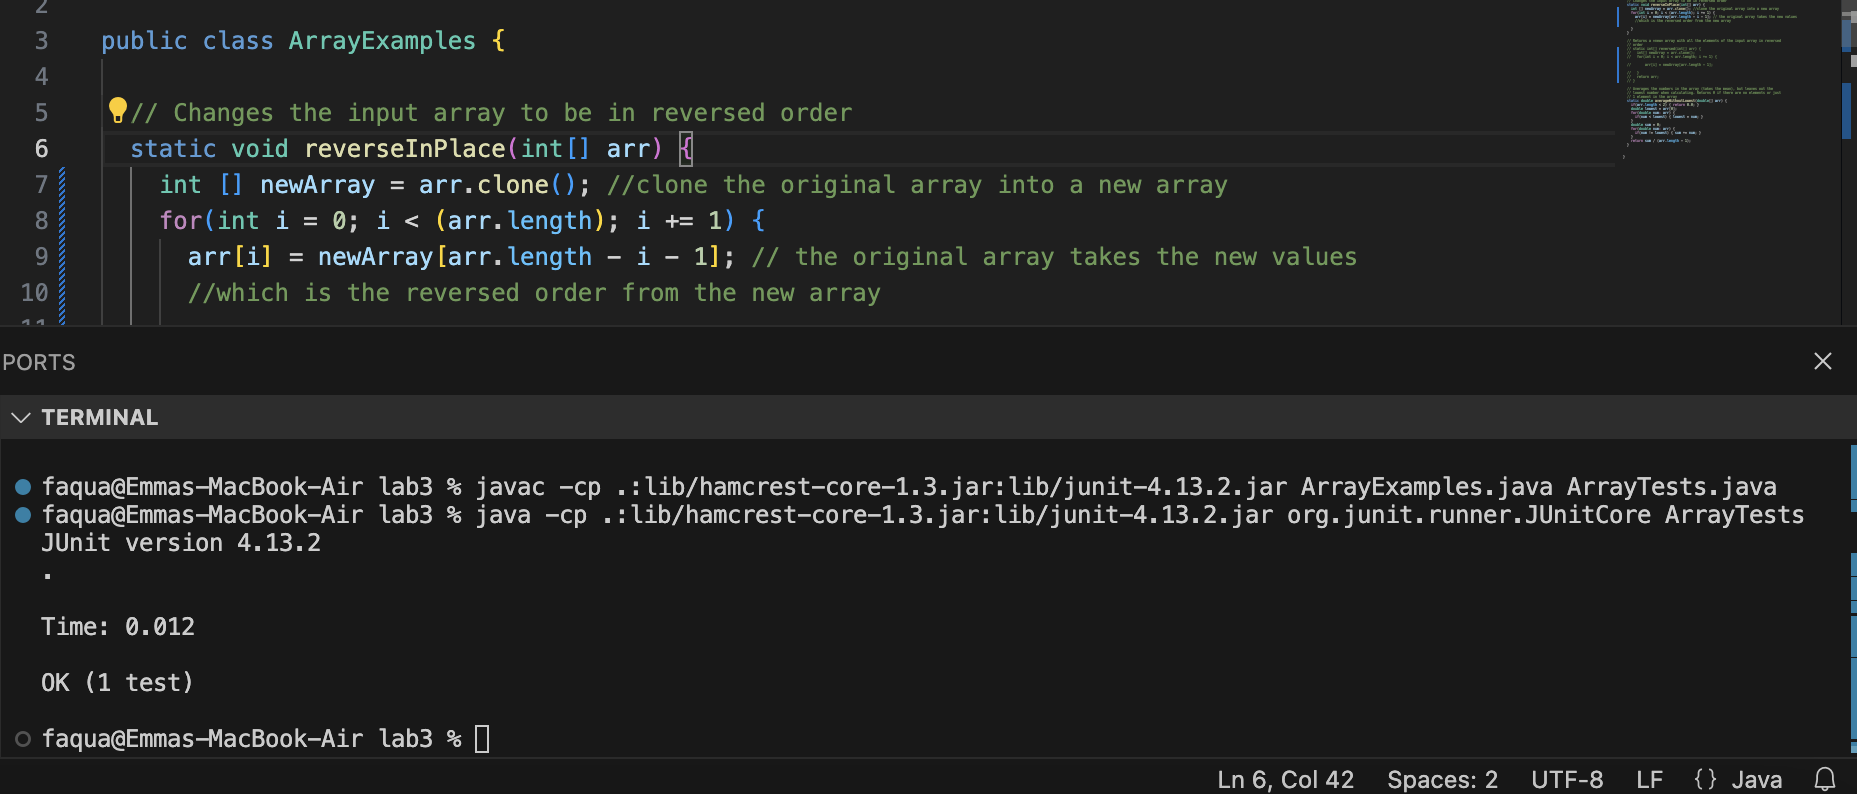 2
3 public class ArrayExamples {
4
5 // Changes the input array to be in reversed order
6 static void reverseInPlace(int[] arr) {
7 int [] newArray = arr.clone(); //clone the original array into a new array
8 for(int i = 0; i < (arr.length); i += 1) {
9 arr[i] = newArray[arr.length - i - 1]; // the original array takes the new values
10 //which is the reversed order from the new array
11
PORTS
TERMINAL
faqua@Emmas-MacBook-Air lab3 % javac -cp .:lib/hamcrest-core-1.3.jar:lib/junit-4.13.2.jar ArrayExamples.java ArrayTests.java
faqua@Emmas-MacBook-Air lab3 % java -cp .:lib/hamcrest-core-1.3.jar:lib/junit-4.13.2.jar org.junit.runner.JUnitCore ArrayTests
JUnit version 4.13.2
.
Time: 0.012
OK (1 test)
faqua@Emmas-MacBook-Air lab3 %
Ln 6, Col 42 Spaces: 2 UTF-8 LF {} Java